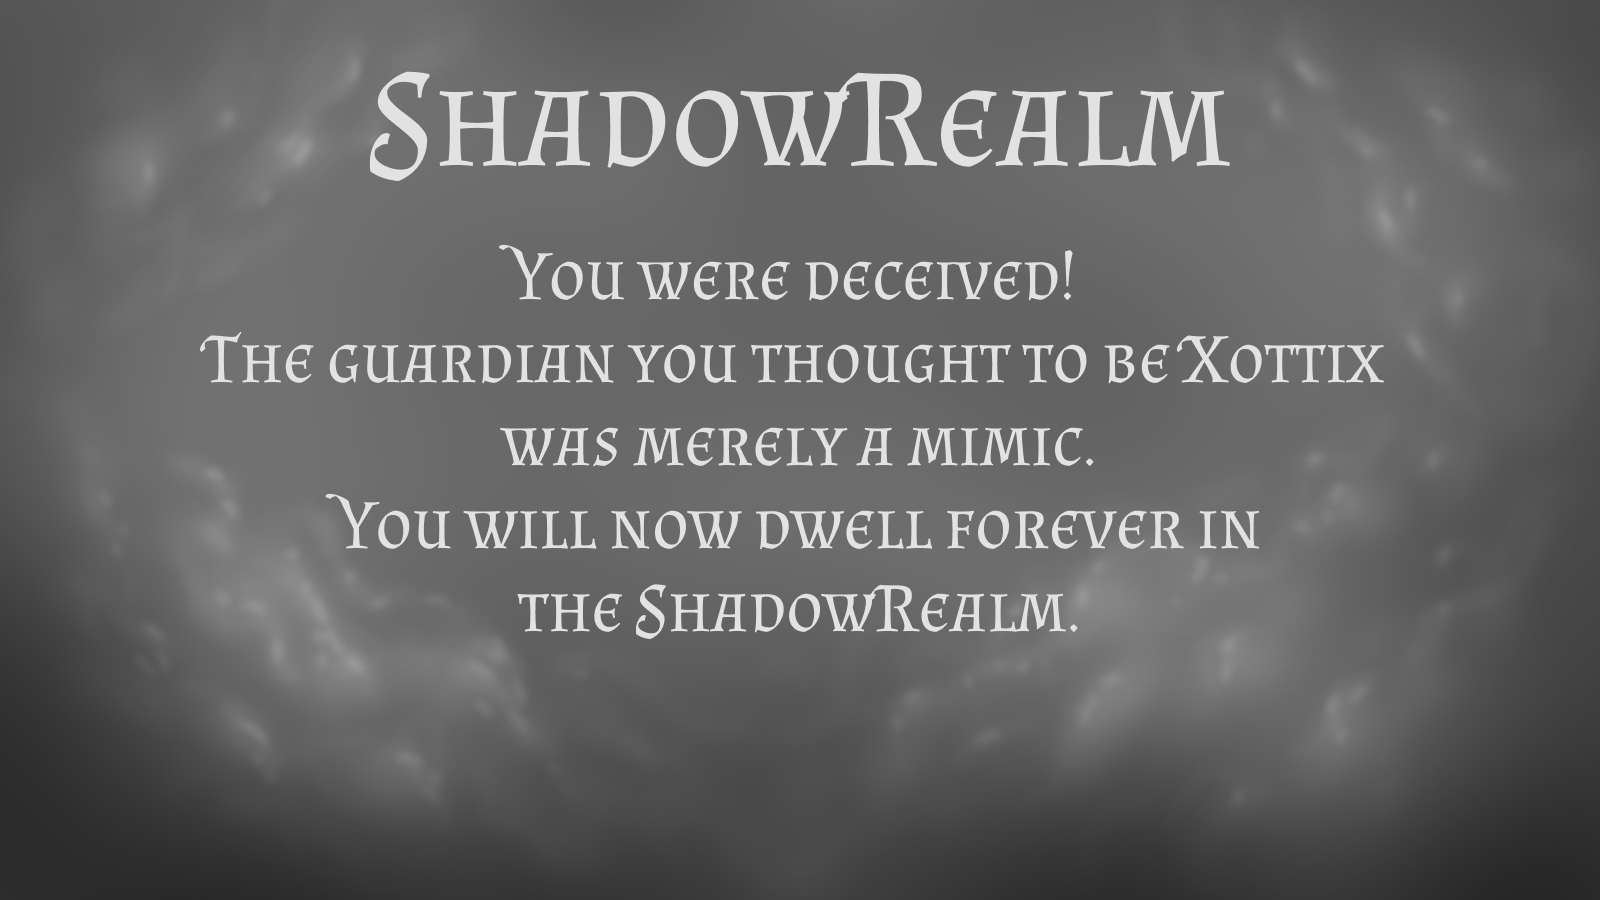 ShadowRealm
You were deceived!
The guardian you thought to be Xottix
was merely a mimic.
You will now dwell forever in
the ShadowRealm.